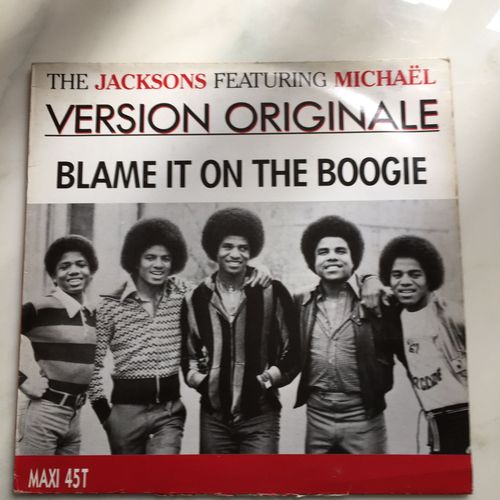 THE JACKSONS FEATURING MICHAËL
VERSION ORIGINALE
BLAME IT ON THE BOOGIE
MAXI 45T